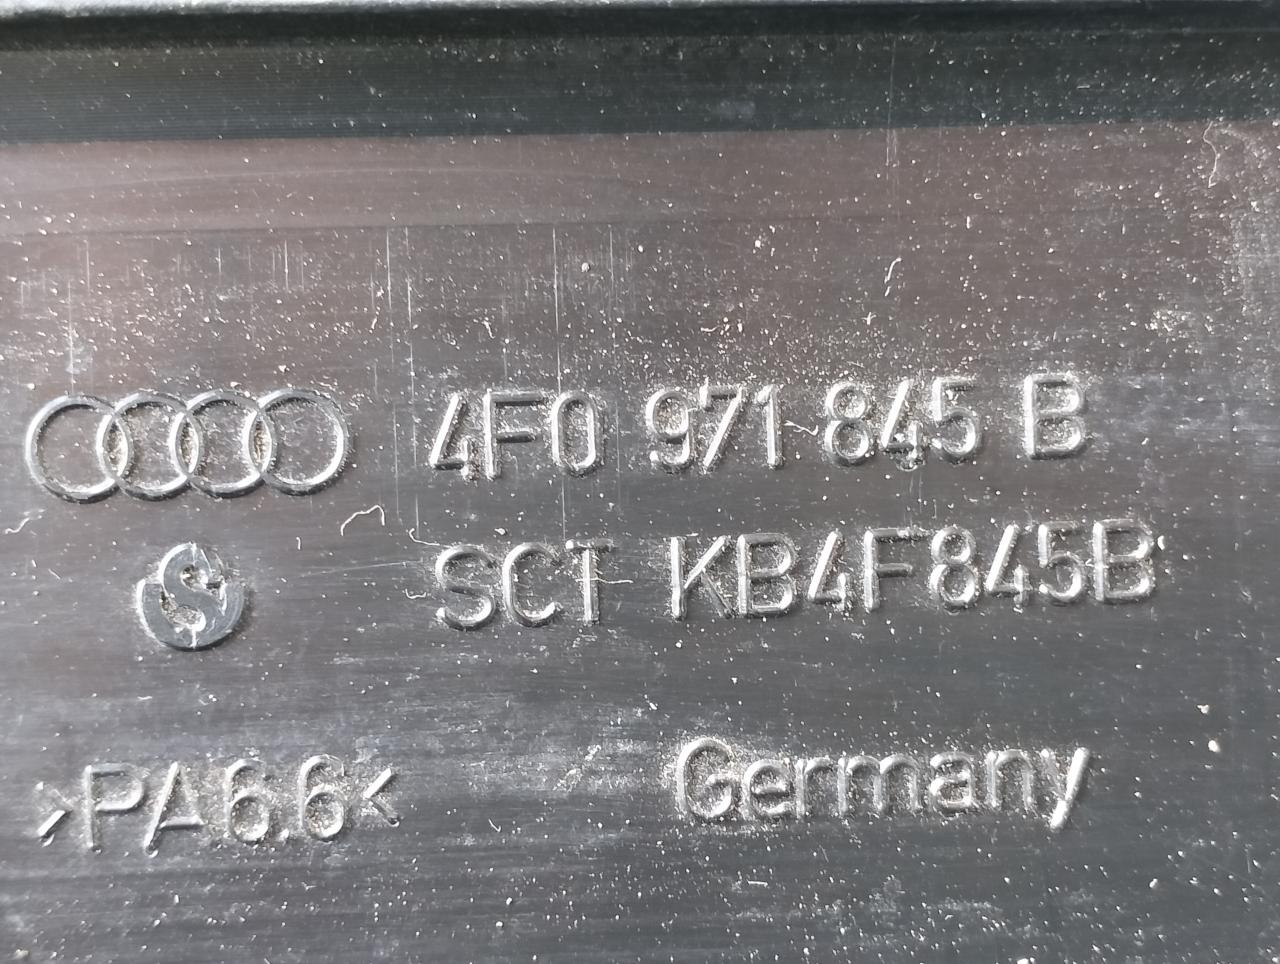 4F0 971 845 B
SCT KB4F845B
>PA6.6< Germany